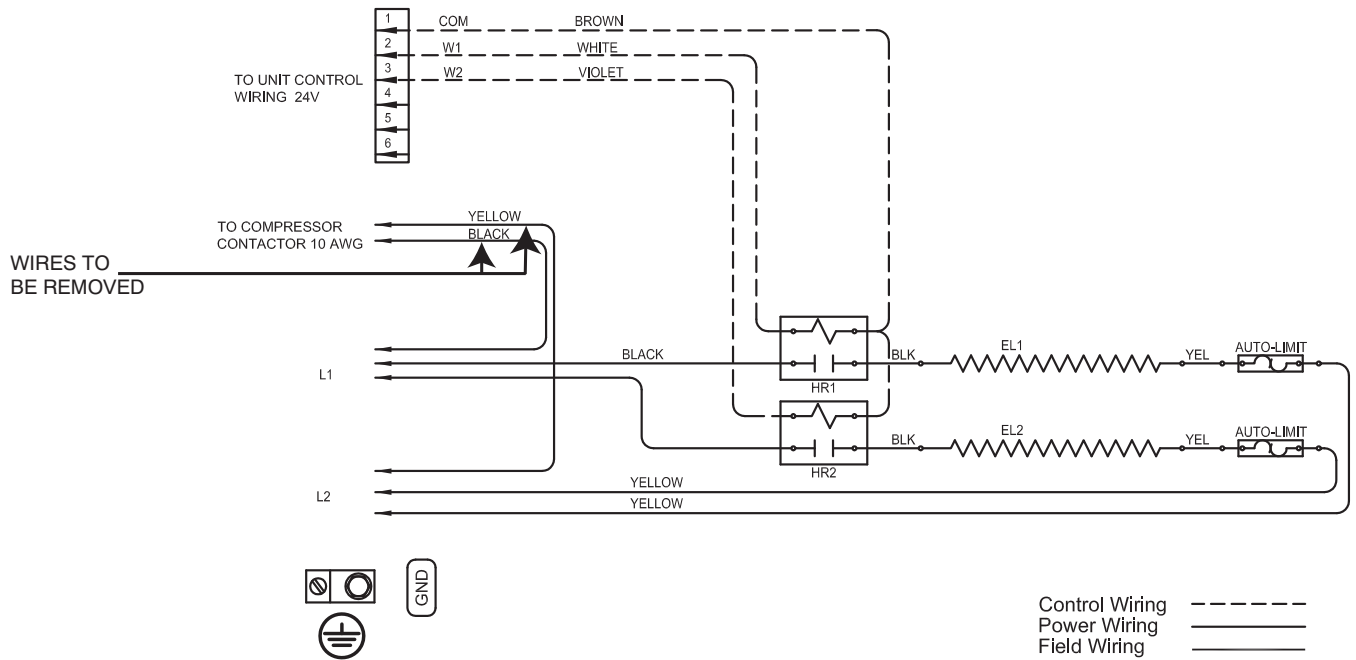 1
COM
BROWN
2
W1
WHITE
3
W2
VIOLET
4
5
6
TO UNIT CONTROL
WIRING 24V
TO COMPRESSOR
CONTACTOR 10 AWG
YELLOW
BLACK
WIRES TO
BE REMOVED
L1
BLACK
HR1
BLK
EL1
YEL
AUTO-LIMIT
HR2
BLK
EL2
YEL
AUTO-LIMIT
L2
YELLOW
YELLOW
GND
Control Wiring
Power Wiring
Field Wiring